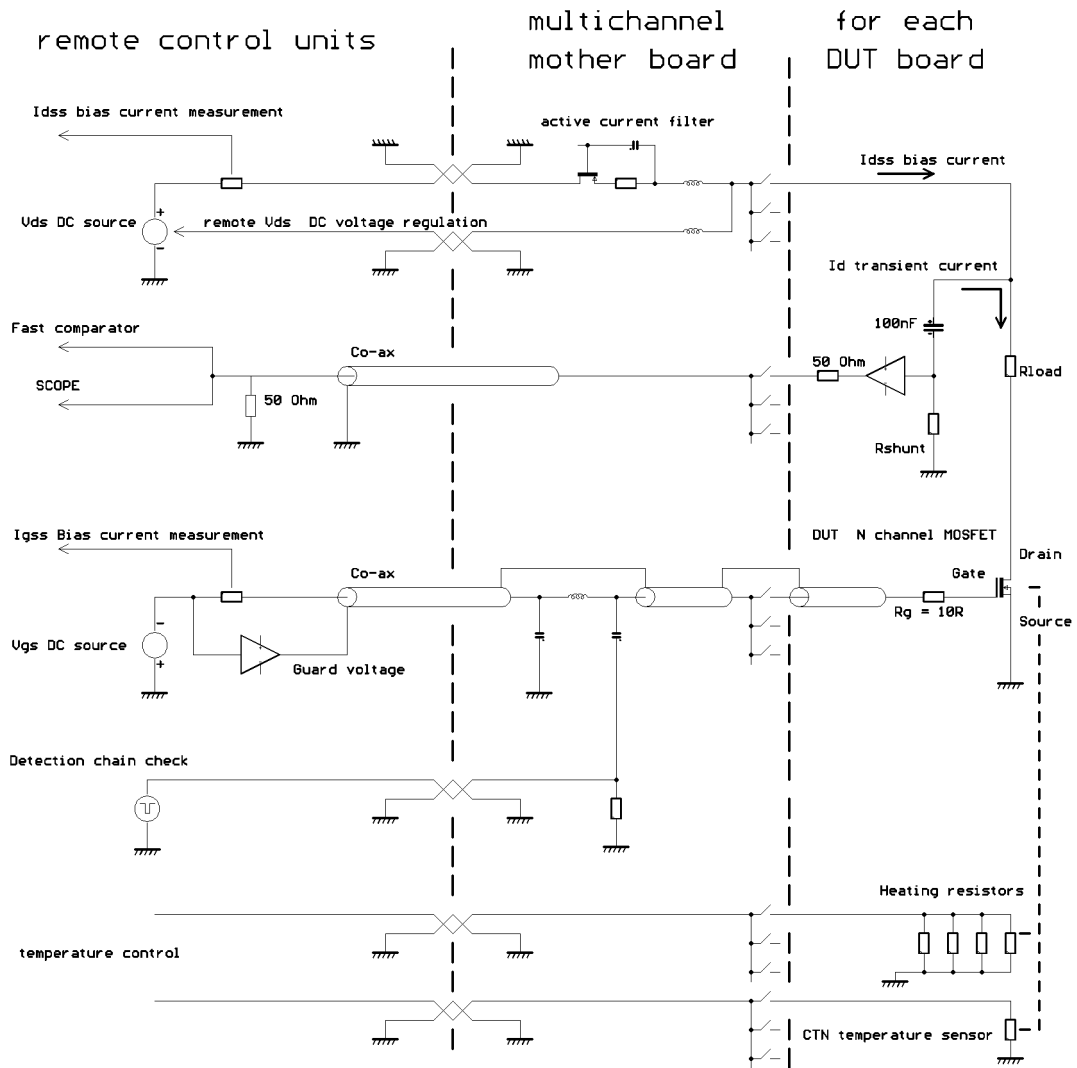 remote control units
multichannel
mother board
for each
DUT board
Idss bias current measurement
active current filter
Idss bias current
Vds DC source
+
-
remote Vds DC voltage regulation
Id transient current
Fast comparator
SCOPE
50 Ohm
Co-ax
50 Ohm
100nF
+
-
Rshunt
Rload
Igss Bias current measurement
DUT N channel MOSFET
Drain
Gate
Source
Rg = 10R
Co-ax
Vgs DC source
-
+
Guard voltage
Detection chain check
Heating resistors
temperature control
CTN temperature sensor